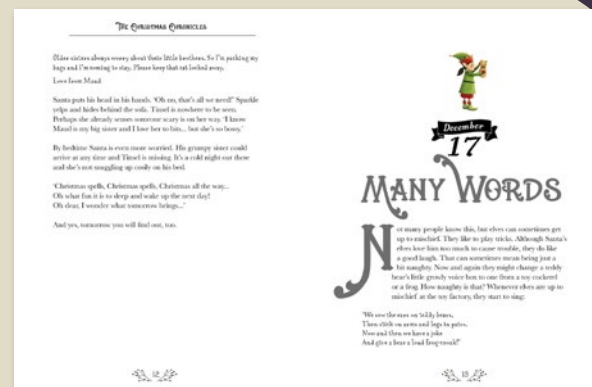 The Christmas Chronicles
Older sisters always worry about their little brothers. So I'm packing my
bags and I'm coming to stay. Please keep that cat locked away.
Love from Maud
Santa puts his head in his hands. 'Oh no, that's all we need!' Sparkle
yelps and hides behind the sofa. Tinsel is nowhere to be seen.
Perhaps she already senses someone scary is on her way. 'I know
Maud is my big sister and I love her to bits... but she's so bossy.'
By bedtime Santa is even more worried. His grumpy sister could
arrive at any time and Tinsel is missing. It's a cold night out there
and she's not snuggling up cosily on his bed.
'Christmas spells, Christmas spells, Christmas all the way...
Oh what fun it is to sleep and wake up the next day!
Oh dear, I wonder what tomorrow brings...'
And yes, tomorrow you will find out, too.
12
December
17
Many Words
Not many people know this, but elves can sometimes get
up to mischief. They like to play tricks. Although Santa's
elves love him too much to cause trouble, they do like
a good laugh. That can sometimes mean being just a
bit naughty. Now and again they might change a teddy
bear's little growly voice box to one from a toy cockerel
or a frog. How naughty is that? Whenever elves are up to
mischief at the toy factory, they start to sing:
'We sew the eyes on teddy bears,
Then stitch on arms and legs in pairs.
Now and then we have a joke
And give a bear a loud frog-croak!'
13